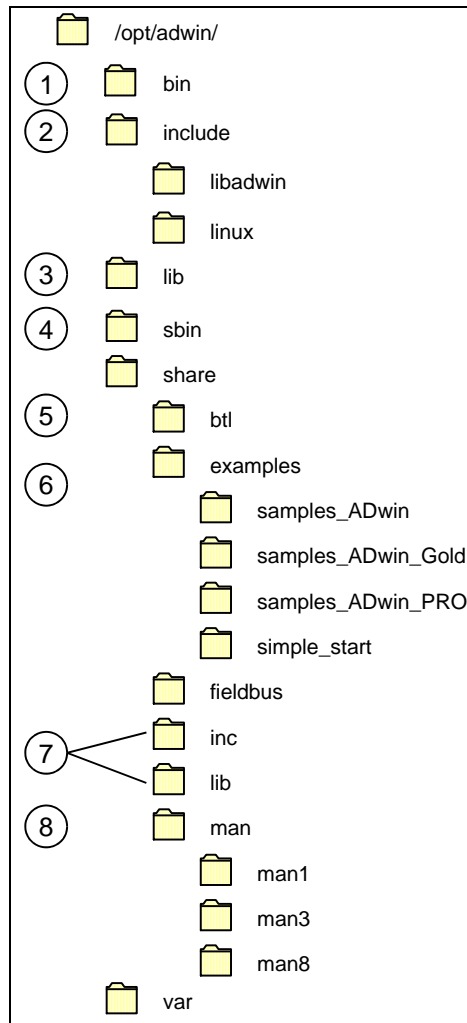 /opt/adwin/
1 bin
2 include
libadwin
linux
3 lib
4 sbin
share
5 btl
examples
6
samples_ADwin
samples_ADwin_Gold
samples_ADwin_PRO
simple_start
fieldbus
inc
7
lib
8 man
man1
man3
man8
var